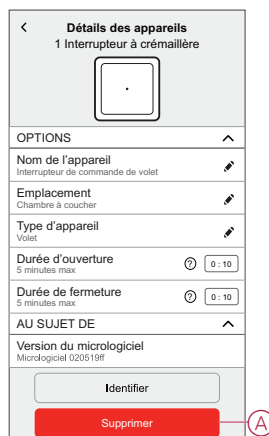 Détails des appareils
1 Interrupteur à crémaillère
OPTIONS
Nom de l'appareil
Interrupteur de commande de volet
Emplacement
Chambre à coucher
Type d'appareil
Volet
Durée d'ouverture
5 minutes max
? 0 : 10
Durée de fermeture
5 minutes max
? 0 : 10
AU SUJET DE
Version du micrologiciel
Micrologiciel 020519ff
Identifier
Supprimer
A